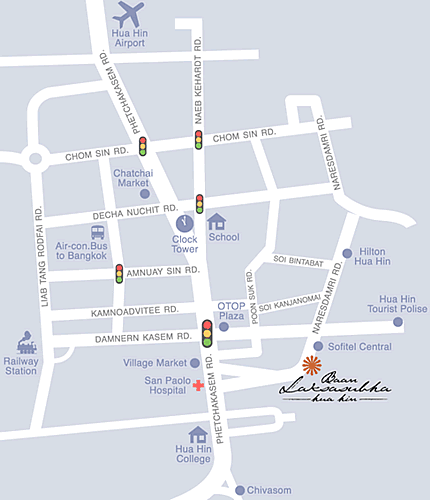 Hua Hin
Airport
PHETCHAKASEM RD.
NAEB KEHARDT RD.
CHOM SIN RD.
CHOM SIN RD.
NARESDAMRI RD.
Chatchai
Market
DECHA NUCHIT RD.
LIAB TANG RODFAI RD.
Air-con.Bus
to Bangkok
Clock
Tower
School
Hilton
Hua Hin
SOI BINTABAT
AMNUAY SIN RD.
POON SUK RD.
SOI KANJANOMAI
NARESDAMRI RD.
KAMNOADVITEE RD.
OTOP
Plaza
Hua Hin
Tourist Polise
DAMNERN KASEM RD.
Railway
Station
Sofitel Central
Village Market
San Paolo
Hospital
PHETCHAKASEM RD.
Baan
Laksasubha
hua hin
Hua Hin
College
Chivasom